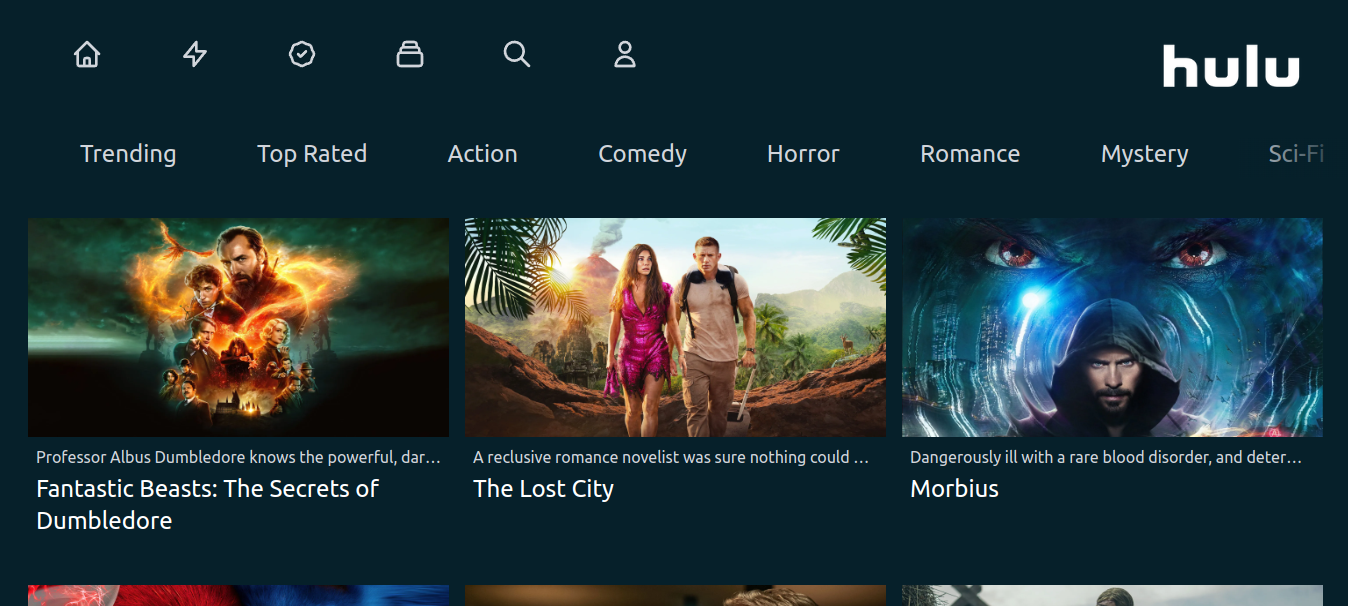 hulu
Trending Top Rated Action Comedy Horror Romance Mystery Sci-Fi
Professor Albus Dumbledore knows the powerful, dar...
A reclusive romance novelist was sure nothing could ...
Dangerously ill with a rare blood disorder, and deter...
Fantastic Beasts: The Secrets of
Dumbledore
The Lost City
Morbius